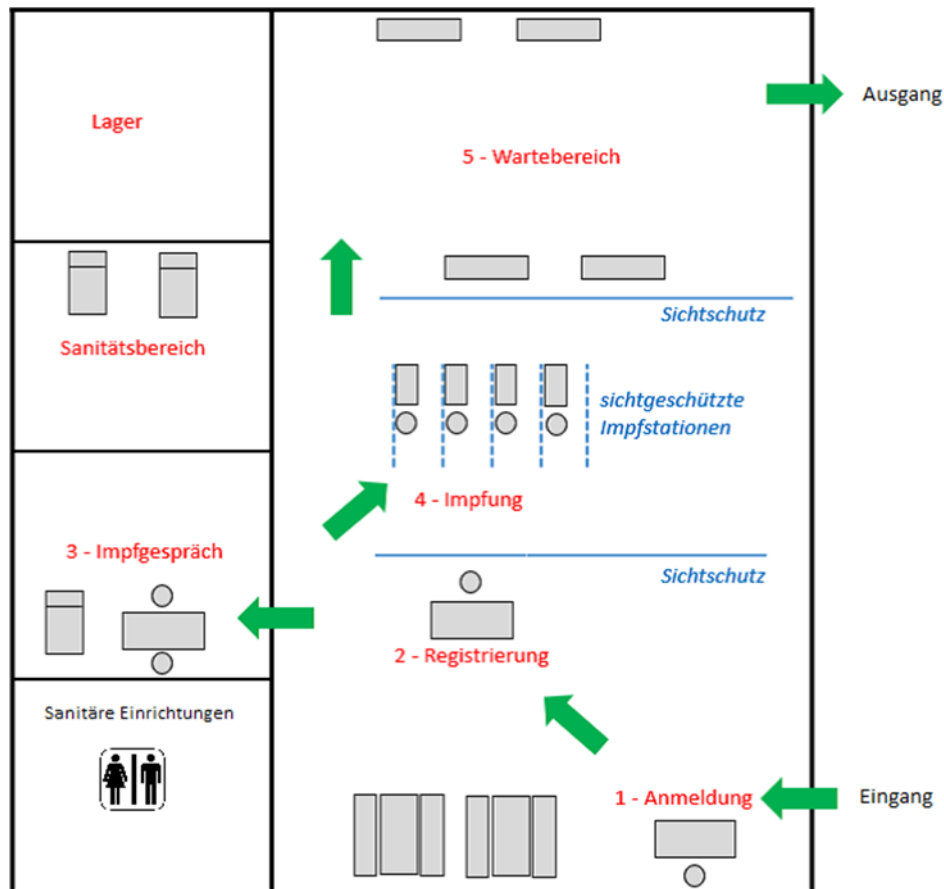 Lager
5 - Wartebereich
Ausgang
Sichtschutz
Sanitätsbereich
sichtgeschützte
Impfstationen
4 - Impfung
3 - Impfgespräch
Sichtschutz
2 - Registrierung
Sanitäre Einrichtungen
1 - Anmeldung
Eingang